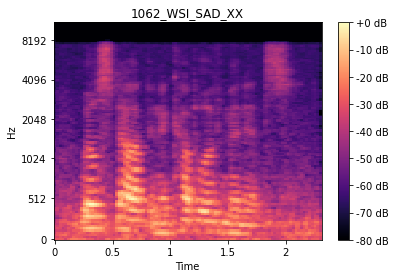 1062_WSI_SAD_XX
+0 dB
8192
-10 dB
4096
-20 dB
-30 dB
2048
-40 dB
Hz
1024
-50 dB
512
-60 dB
-70 dB
0
-80 dB
0 0.5 1 1.5 2
Time